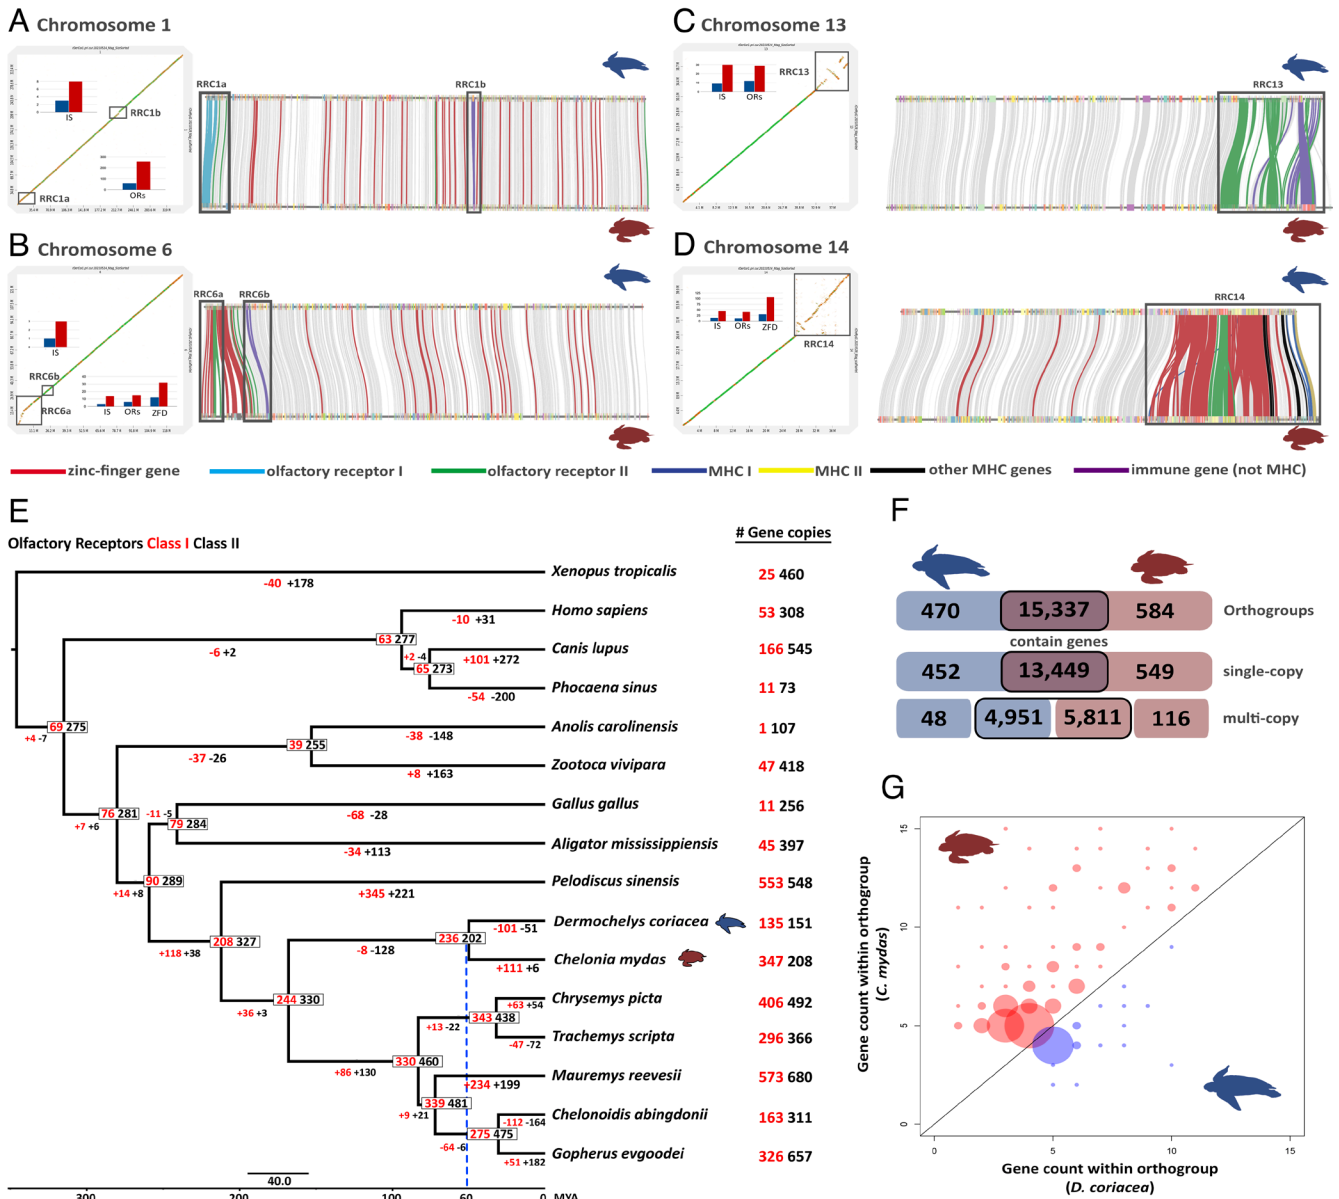 A Chromosome 1
RRC1a
RRC1b
IS
RRC1b
ORs
RRC1a
B Chromosome 6
RRC6a RRC6b
IS
RRC6b
RRC6a
IS ORs ZFD
C Chromosome 13
RRC13
IS ORs
RRC13
D Chromosome 14
RRC14
IS ORs ZFD
RRC14
zinc-finger gene olfactory receptor I olfactory receptor II MHC I MHC II other MHC genes immune gene (not MHC)
E
Olfactory Receptors Class I Class II
# Gene copies
Xenopus tropicalis 25 460
-40 +178
Homo sapiens 53 308
-10 +31
63 277
Canis lupus 166 545
-6 +2
+2 -4
+101 +272
65 273
Phocaena sinus 11 73
-54 -200
69 275
+4 -7
Anolis carolinensis 1 107
-38 -148
39 255
-37 -26
Zootoca vivipara 47 418
+8 +163
Gallus gallus 11 256
76 281
-11 -5
-68 -28
+7 +6
79 284
Aligator mississippiensis 45 397
-34 +113
90 289
+14 +8
Pelodiscus sinensis 553 548
+345 +221
Dermochelys coriacea 135 151
-101 -51
208 327
236 202
+118 +38
-8 -128
Chelonia mydas 347 208
+111 +6
244 330
+36 +3
Chrysemys picta 406 492
+63 +54
343 438
+13 -22
Trachemys scripta 296 366
-47 -72
330 460
+86 +130
Mauremys reevesii 573 680
+234 +199
339 481
+9 +21
Chelonoidis abingdonii 163 311
-112 -164
275 475
-64 -6
Gopherus evgoodei 326 657
+51 +182
40.0
300 200 100 60 0 MYA
F
470 15,337 584 Orthogroups
contain genes
452 13,449 549 single-copy
48 4,951 5,811 116 multi-copy
G
Gene count within orthogroup
(C. mydas)
15
10
5
0
0 5 10 15
Gene count within orthogroup
(D. coriacea)